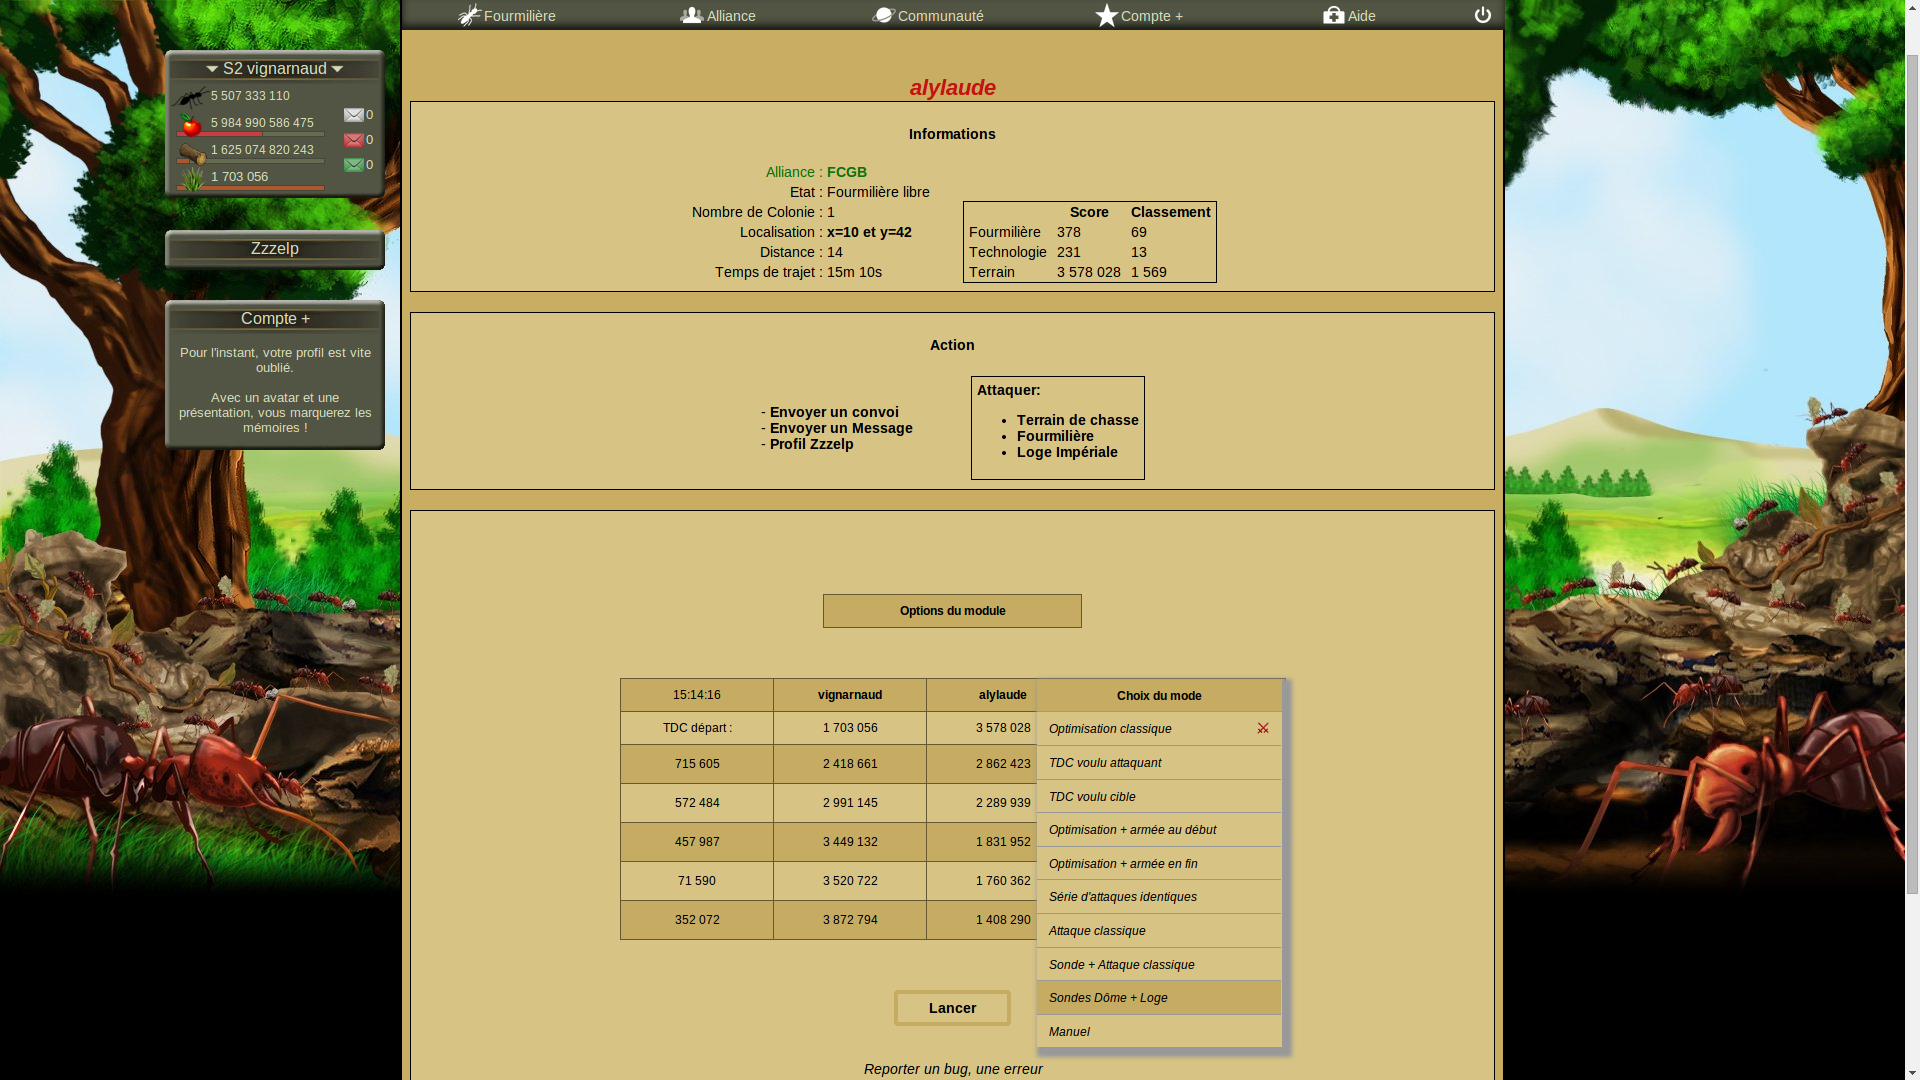 Fourmilière Alliance Communauté Compte + Aide
S2 vignarnaud
5 507 333 110
5 984 990 586 475
1 625 074 820 243
1 703 056
0
0
0
Zzzelp
Compte +
Pour l'instant, votre profil est vite
oublié.
Avec un avatar et une
présentation, vous marquerez les
mémoires !
alylaude
Informations
Alliance : FCGB
Etat : Fourmilière libre
Nombre de Colonie : 1
Localisation : x=10 et y=42
Distance : 14
Temps de trajet : 15m 10s
Score Classement
Fourmilière 378 69
Technologie 231 13
Terrain 3 578 028 1 569
Action
- Envoyer un convoi
- Envoyer un Message
- Profil Zzzelp
Attaquer:
• Terrain de chasse
• Fourmilière
• Loge Impériale
Options du module
15:14:16 vignarnaud alylaude
TDC départ : 1 703 056 3 578 028
715 605 2 418 661 2 862 423
572 484 2 991 145 2 289 939
457 987 3 449 132 1 831 952
71 590 3 520 722 1 760 362
352 072 3 872 794 1 408 290
Choix du mode
Optimisation classique
TDC voulu attaquant
TDC voulu cible
Optimisation + armée au début
Optimisation + armée en fin
Série d'attaques identiques
Attaque classique
Sonde + Attaque classique
Sondes Dôme + Loge
Manuel
Lancer
Reporter un bug, une erreur